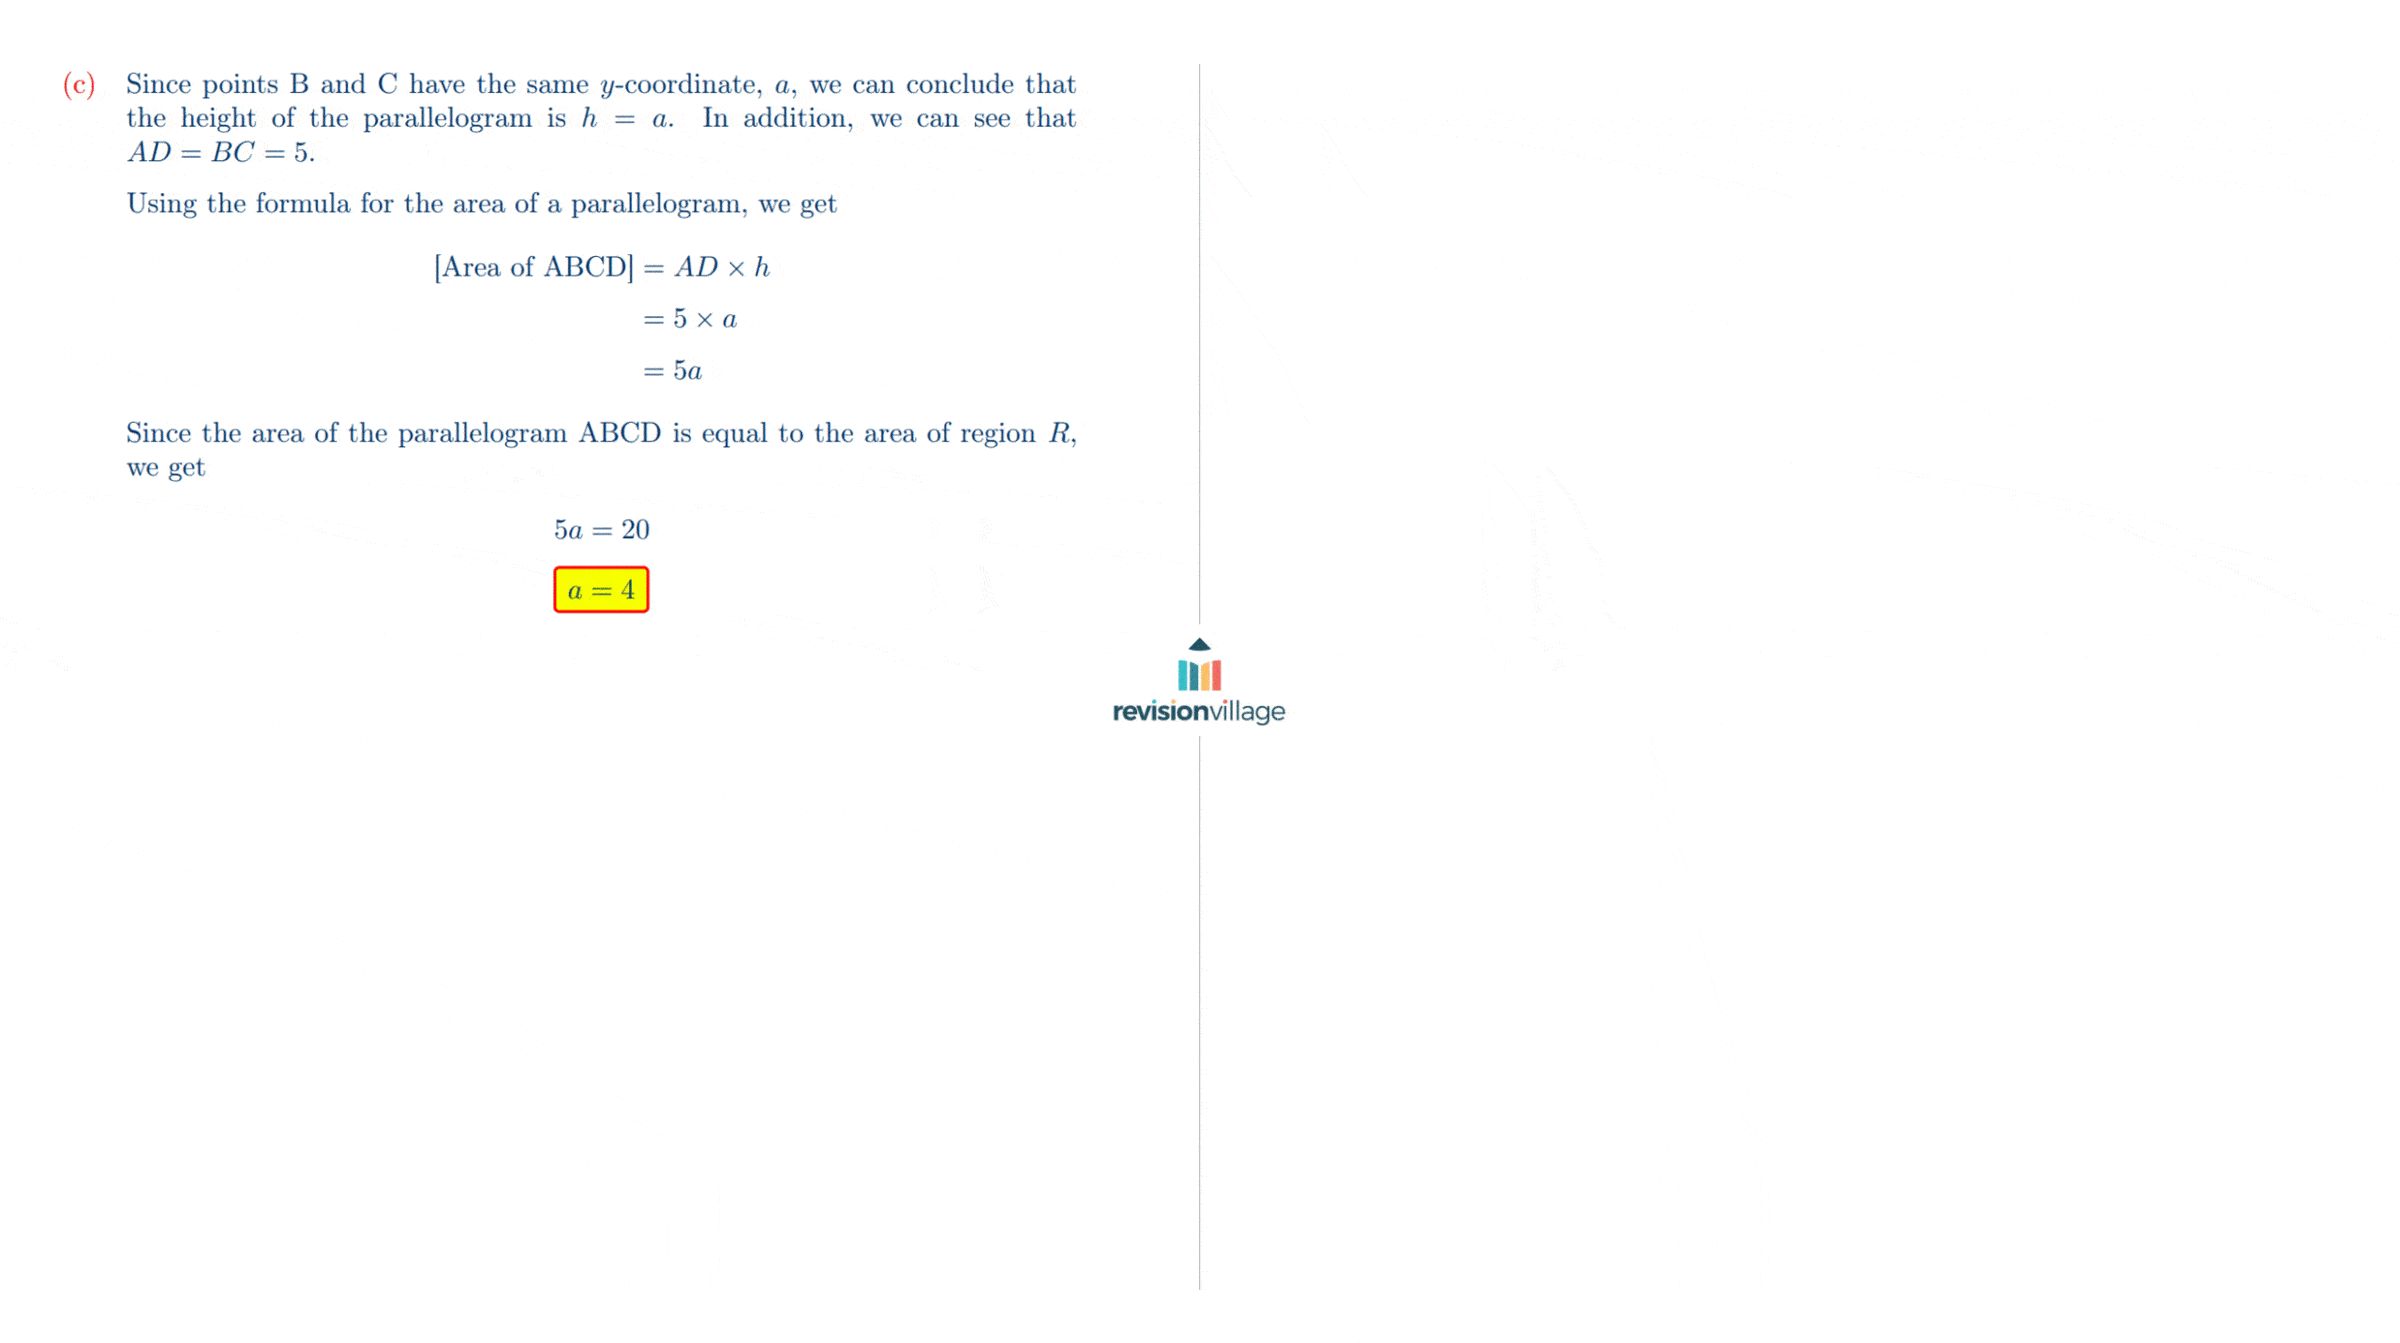 (c) Since points B and C have the same y-coordinate, a, we can conclude that
the height of the parallelogram is h = a. In addition, we can see that
AD = BC = 5.
Using the formula for the area of a parallelogram, we get
[Area of ABCD] = AD × h
= 5 × a
= 5a
Since the area of the parallelogram ABCD is equal to the area of region R,
we get
5a = 20
a = 4
revisionvillage